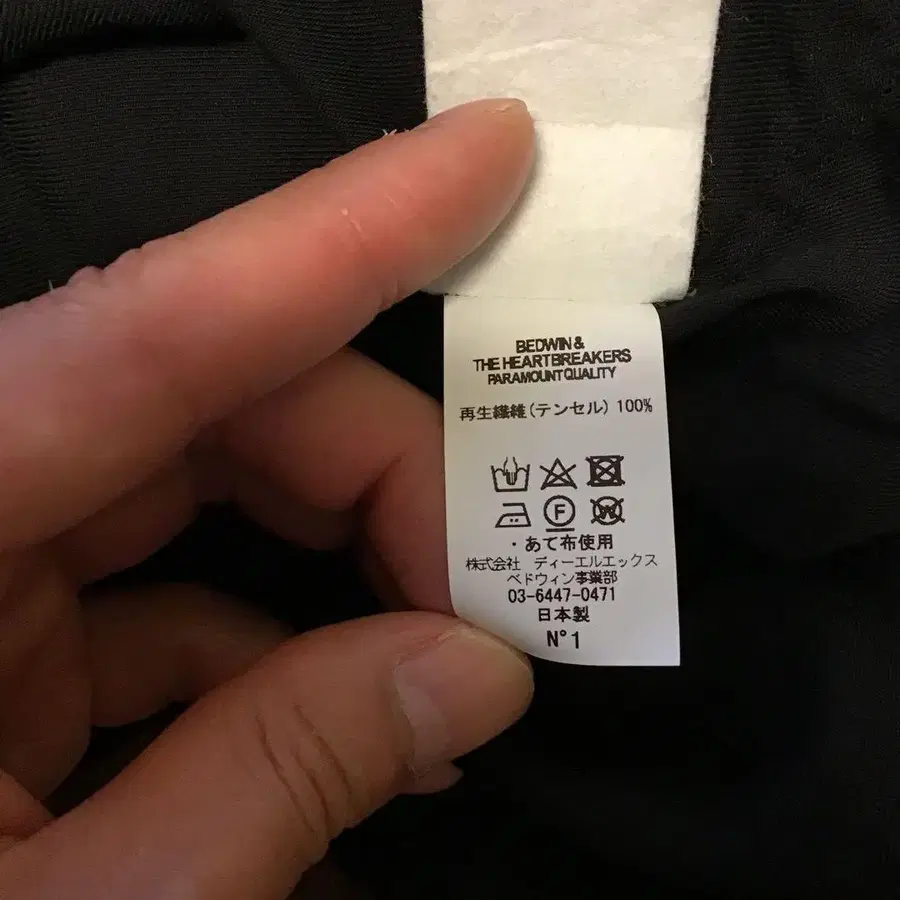 BEDWIN &
THE HEARTBREAKERS
PARAMOUNT QUALITY
再生繊維(テンセル) 100%
F
W
・あて布使用
株式会社 ディーエルエックス
ベドウィン事業部
03-6447-0471
日本製
N°1